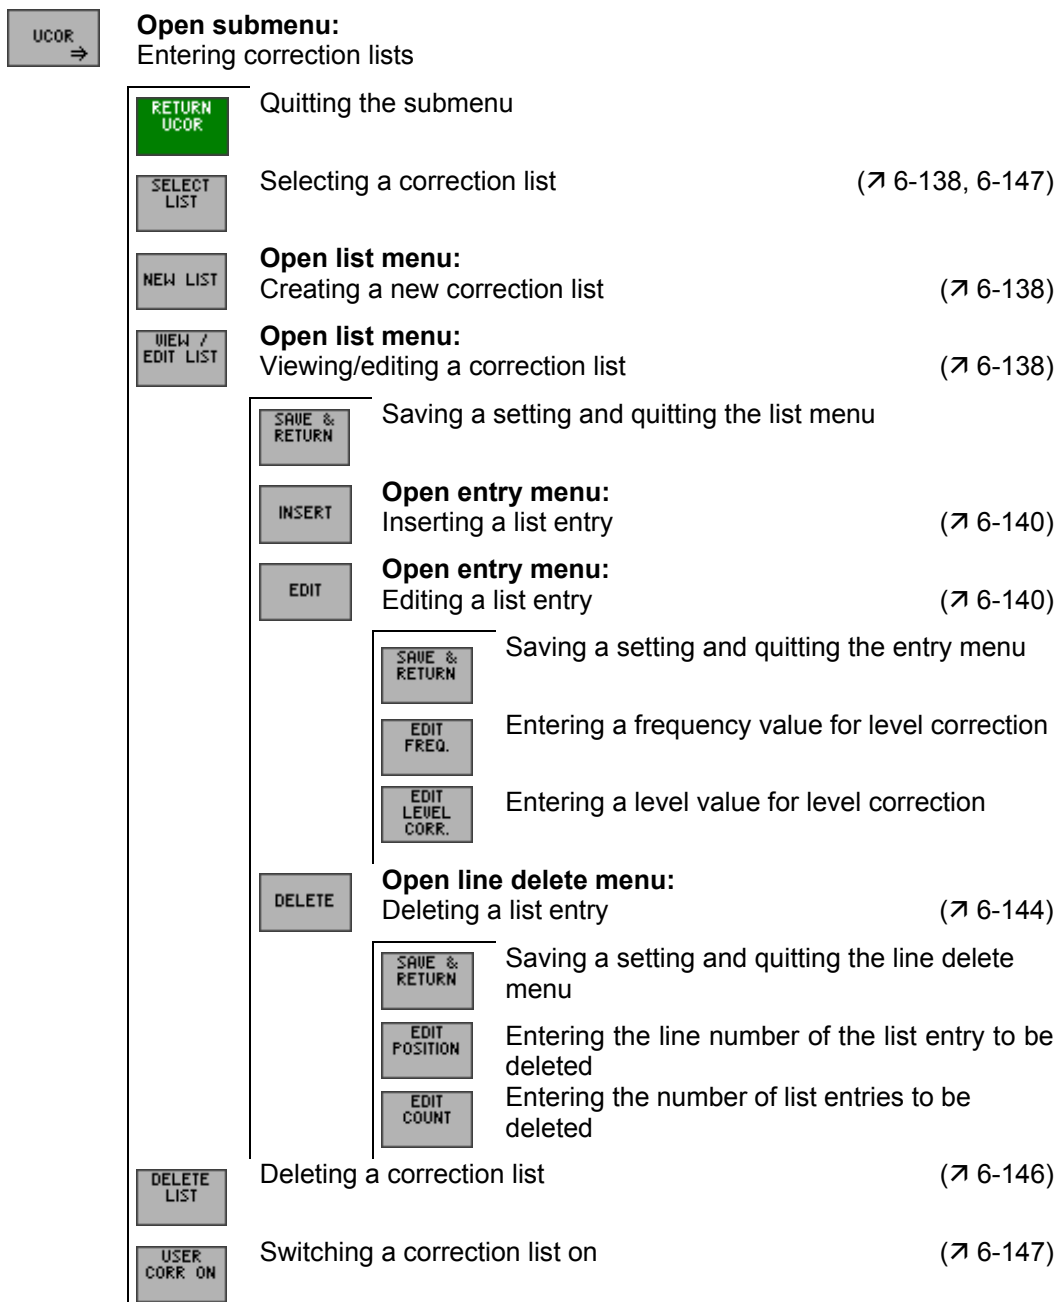 UCOR
⇒
Open submenu:
Entering correction lists
RETURN
UCOR
Quitting the submenu
SELECT
LIST
Selecting a correction list (↗ 6-138, 6-147)
NEW LIST
Open list menu:
Creating a new correction list (↗ 6-138)
VIEW /
EDIT LIST
Open list menu:
Viewing/editing a correction list (↗ 6-138)
SAVE &
RETURN
Saving a setting and quitting the list menu
INSERT
Open entry menu:
Inserting a list entry (↗ 6-140)
EDIT
Open entry menu:
Editing a list entry (↗ 6-140)
SAVE &
RETURN
Saving a setting and quitting the entry menu
EDIT
FREQ.
Entering a frequency value for level correction
EDIT
LEVEL
CORR.
Entering a level value for level correction
DELETE
Open line delete menu:
Deleting a list entry (↗ 6-144)
SAVE &
RETURN
Saving a setting and quitting the line delete
menu
EDIT
POSITION
Entering the line number of the list entry to be
deleted
EDIT
COUNT
Entering the number of list entries to be
deleted
DELETE
LIST
Deleting a correction list (↗ 6-146)
USER
CORR ON
Switching a correction list on (↗ 6-147)